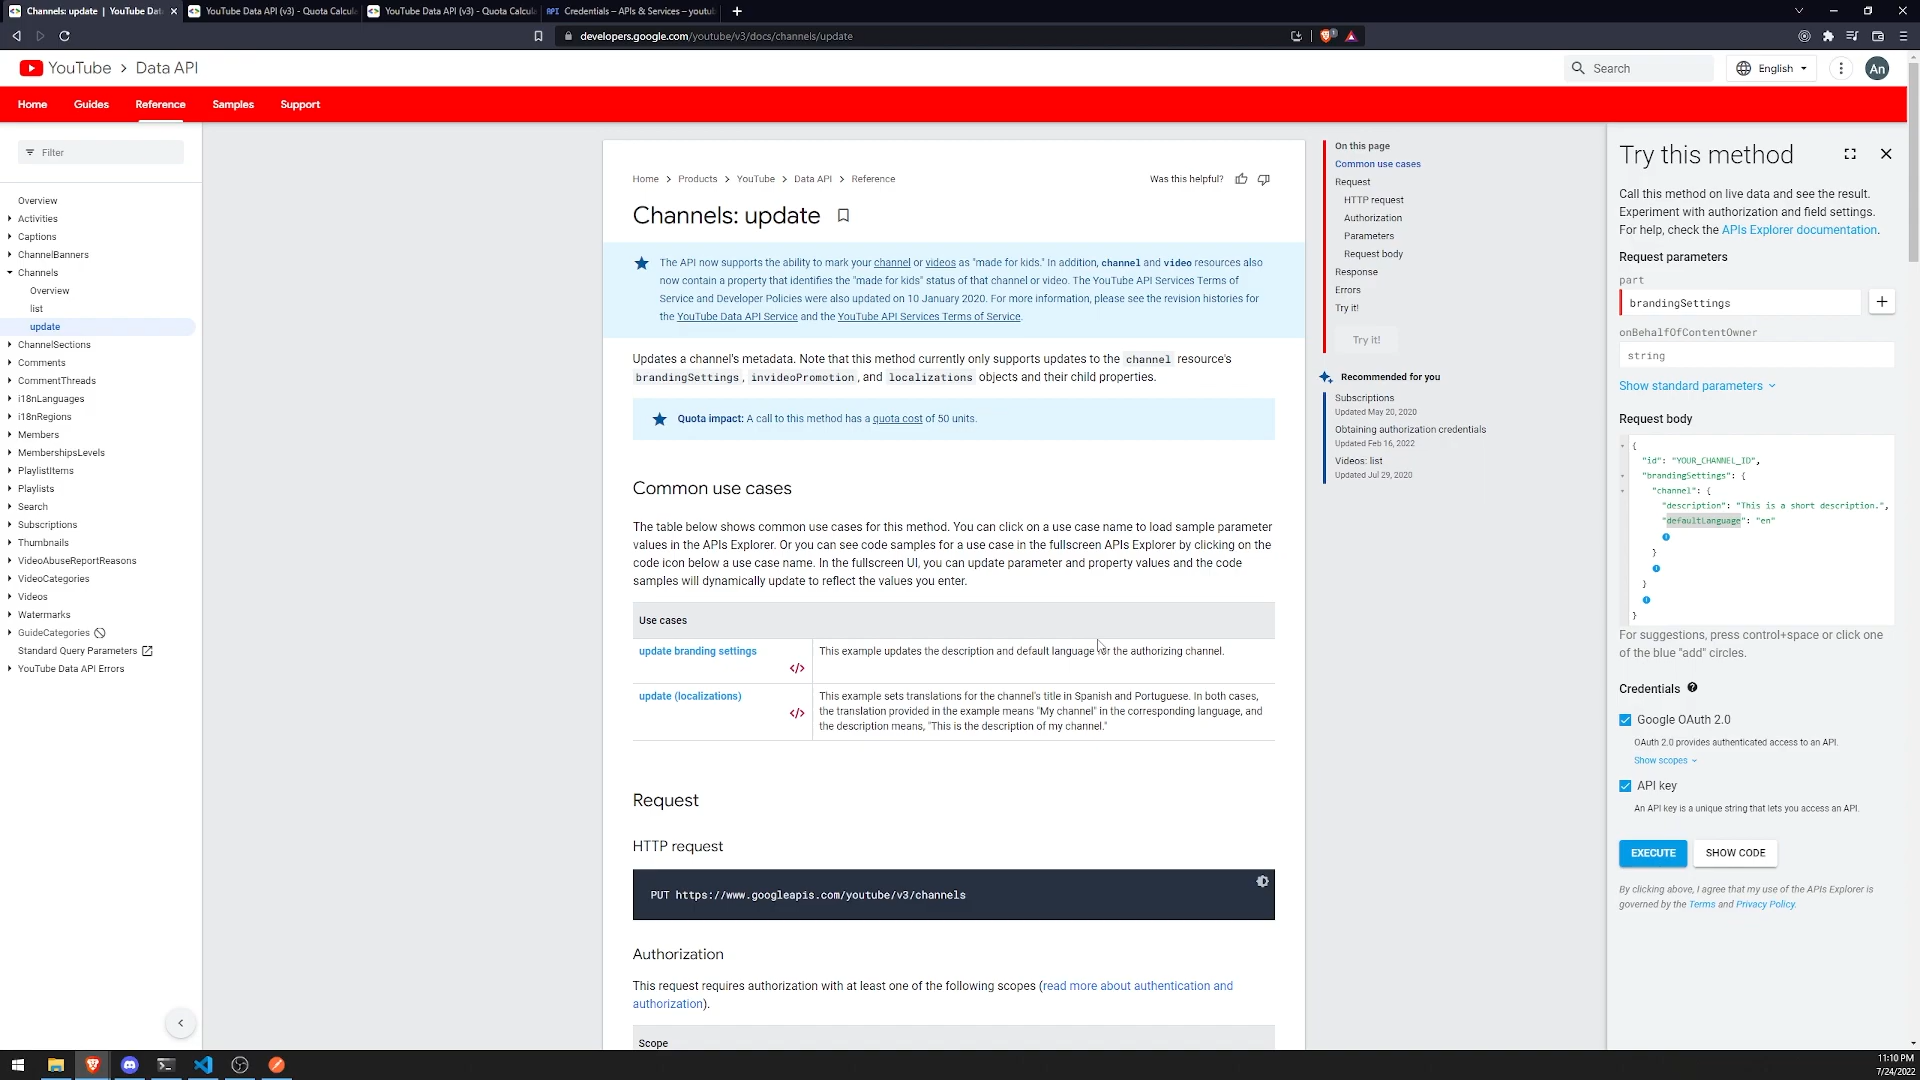 Channels: update | YouTube Dat
YouTube Data API (v3) - Quota Calcula
YouTube Data API (v3) - Quota Calcula
API Credentials – APIs & Services – youtub
developers.google.com/youtube/v3/docs/channels/update
YouTube > Data API
Search
English
An
Home
Guides
Reference
Samples
Support
Filter
Overview
Activities
Captions
ChannelBanners
Channels
Overview
list
update
ChannelSections
Comments
CommentThreads
i18nLanguages
i18nRegions
Members
MembershipsLevels
PlaylistItems
Playlists
Search
Subscriptions
Thumbnails
VideoAbuseReportReasons
VideoCategories
Videos
Watermarks
GuideCategories
Standard Query Parameters
YouTube Data API Errors
Home > Products > YouTube > Data API > Reference
Was this helpful?
Channels: update
The API now supports the ability to mark your channel or videos as "made for kids." In addition, channel and video resources also
now contain a property that identifies the "made for kids" status of that channel or video. The YouTube API Services Terms of
Service and Developer Policies were also updated on 10 January 2020. For more information, please see the revision histories for
the YouTube Data API Service and the YouTube API Services Terms of Service.
Updates a channel's metadata. Note that this method currently only supports updates to the channel resource's
brandingSettings, invideoPromotion, and localizations objects and their child properties.
Quota impact: A call to this method has a quota cost of 50 units.
Common use cases
The table below shows common use cases for this method. You can click on a use case name to load sample parameter
values in the APIs Explorer. Or you can see code samples for a use case in the fullscreen APIs Explorer by clicking on the
code icon below a use case name. In the fullscreen UI, you can update parameter and property values and the code
samples will dynamically update to reflect the values you enter.
Use cases
update branding settings
</>
This example updates the description and default language for the authorizing channel.
update (localizations)
</>
This example sets translations for the channel's title in Spanish and Portuguese. In both cases,
the translation provided in the example means "My channel" in the corresponding language, and
the description means, "This is the description of my channel."
Request
HTTP request
PUT https://www.googleapis.com/youtube/v3/channels
Authorization
This request requires authorization with at least one of the following scopes (read more about authentication and
authorization).
Scope
On this page
Common use cases
Request
HTTP request
Authorization
Parameters
Request body
Response
Errors
Try it!
Try it!
Recommended for you
Subscriptions
Updated May 20, 2020
Obtaining authorization credentials
Updated Feb 16, 2022
Videos: list
Updated Jul 29, 2020
Try this method
Call this method on live data and see the result.
Experiment with authorization and field settings.
For help, check the APIs Explorer documentation.
Request parameters
part
brandingSettings
onBehalfOfContentOwner
string
Show standard parameters
Request body
{
"id": "YOUR_CHANNEL_ID",
"brandingSettings": {
"channel": {
"description": "This is a short description.",
"defaultLanguage": "en"
}
}
}
For suggestions, press control+space or click one
of the blue "add" circles.
Credentials
Google OAuth 2.0
OAuth 2.0 provides authenticated access to an API.
Show scopes
API key
An API key is a unique string that lets you access an API.
EXECUTE
SHOW CODE
By clicking above, I agree that my use of the APIs Explorer is
governed by the Terms and Privacy Policy.
11:10 PM
7/24/2022